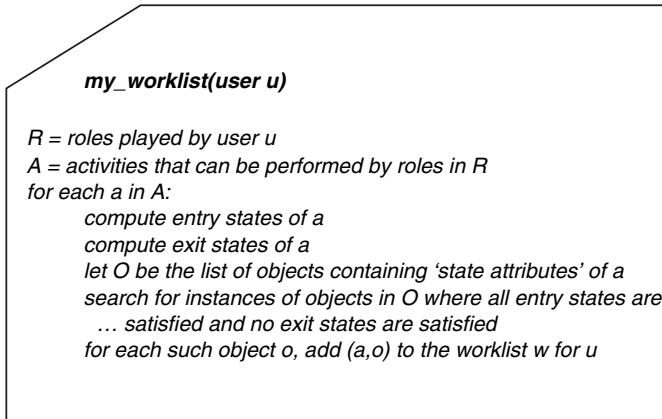 my_worklist(user u)
R = roles played by user u
A = activities that can be performed by roles in R
for each a in A:
compute entry states of a
compute exit states of a
let O be the list of objects containing ‘state attributes’ of a
search for instances of objects in O where all entry states are
… satisfied and no exit states are satisfied
for each such object o, add (a,o) to the worklist w for u